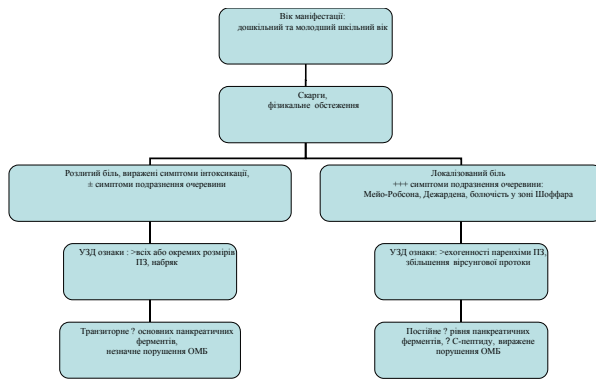 Вік маніфестації:
дошкільний та молодший шкільний вік
Скарги,
фізикальне обстеження
Розлитий біль, виражені симптоми інтоксикації,
± симптоми подразнення очеревини
Локалізований біль
+++ симптоми подразнення очеревини:
Мейо-Робсона, Дежардена, болючість у зоні Шоффара
УЗД ознаки : >всіх або окремих розмірів
ПЗ, набряк
УЗД ознаки: >ехогенності паренхіми ПЗ,
збільшення вірсунгової протоки
Транзиторне ? основних панкреатичних
ферментів,
незначне порушення ОМБ
Постійне ? рівня панкреатичних
ферментів, ? С-пептиду, виражене
порушення ОМБ